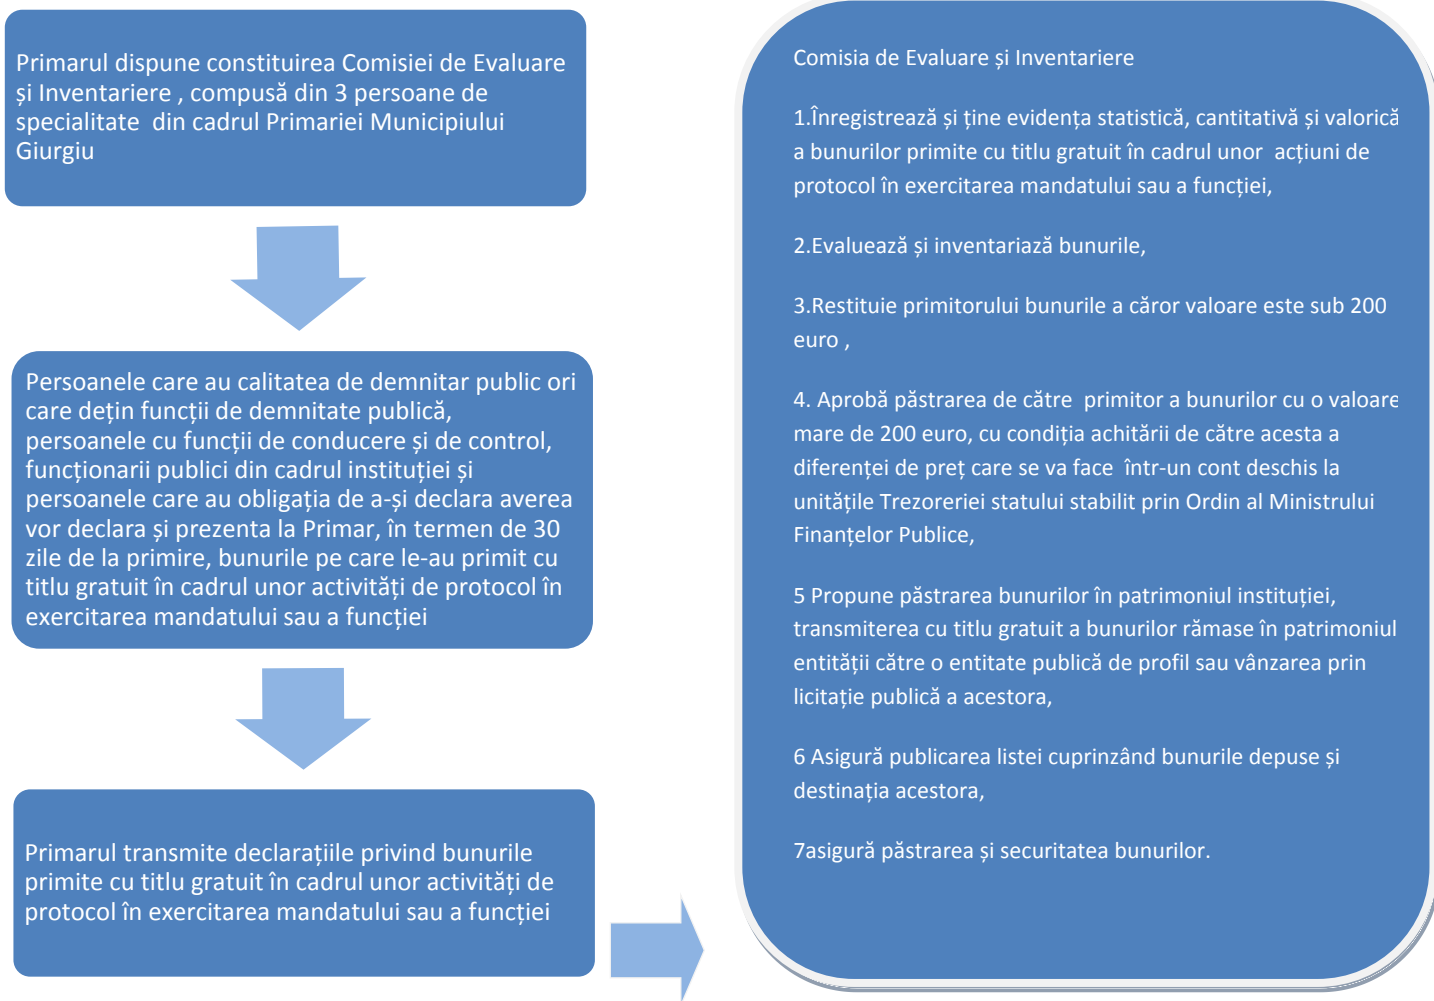 Primarul dispune constituirea Comisiei de Evaluare
și Inventariere , compusă din 3 persoane de
specialitate din cadrul Primariei Municipiului
Giurgiu
Persoanele care au calitatea de demnitar public ori
care dețin funcții de demnitate publică,
persoanele cu funcții de conducere și de control,
funcționarii publici din cadrul instituției și
persoanele care au obligația de a-și declara averea
vor declara și prezenta la Primar, în termen de 30
zile de la primire, bunurile pe care le-au primit cu
titlu gratuit în cadrul unor activități de protocol în
exercitarea mandatului sau a funcției
Primarul transmite declarațiile privind bunurile
primite cu titlu gratuit în cadrul unor activități de
protocol în exercitarea mandatului sau a funcției
Comisia de Evaluare și Inventariere
1.Înregistrează și ține evidența statistică, cantitativă și valorică
a bunurilor primite cu titlu gratuit în cadrul unor acțiuni de
protocol în exercitarea mandatului sau a funcției,
2.Evaluează și inventariază bunurile,
3.Restituie primitorului bunurile a căror valoare este sub 200
euro ,
4. Aprobă păstrarea de către primitor a bunurilor cu o valoare
mare de 200 euro, cu condiția achitării de către acesta a
diferenței de preț care se va face într-un cont deschis la
unitățile Trezoreriei statului stabilit prin Ordin al Ministrului
Finanțelor Publice,
5 Propune păstrarea bunurilor în patrimoniul instituției,
transmiterea cu titlu gratuit a bunurilor rămase în patrimoniul
entității către o entitate publică de profil sau vânzarea prin
licitație publică a acestora,
6 Asigură publicarea listei cuprinzând bunurile depuse și
destinația acestora,
7asigură păstrarea și securitatea bunurilor.